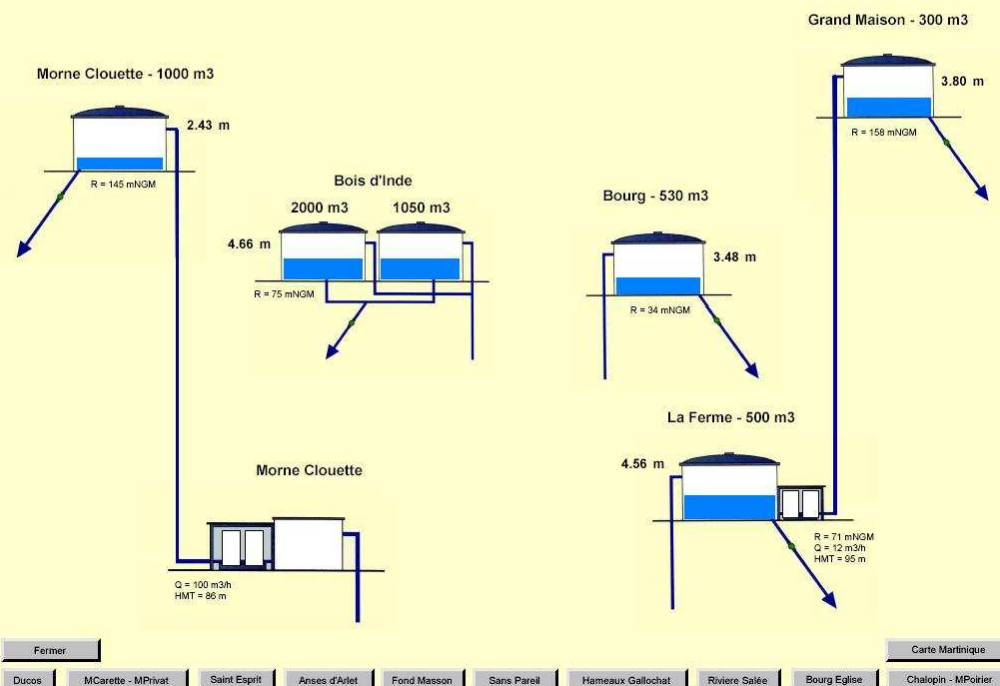 Grand Maison - 300 m3
3.80 m
R = 158 mNGM
Morne Clouette - 1000 m3
2.43 m
R = 145 mNGM
Bois d'Inde
2000 m3 1050 m3
4.66 m
R = 75 mNGM
Bourg - 530 m3
3.48 m
R = 34 mNGM
La Ferme - 500 m3
4.56 m
R = 71 mNGM
Q = 12 m3/h
HMT = 95 m
Morne Clouette
Q = 100 m3/h
HMT = 86 m
Fermer
Carte Martinique
Ducos
MCarette - MPrivat
Saint Esprit
Anses d'Arlet
Fond Masson
Sans Pareil
Hameaux Gallochat
Riviere Salée
Bourg Eglise
Chalopin - MPoirier